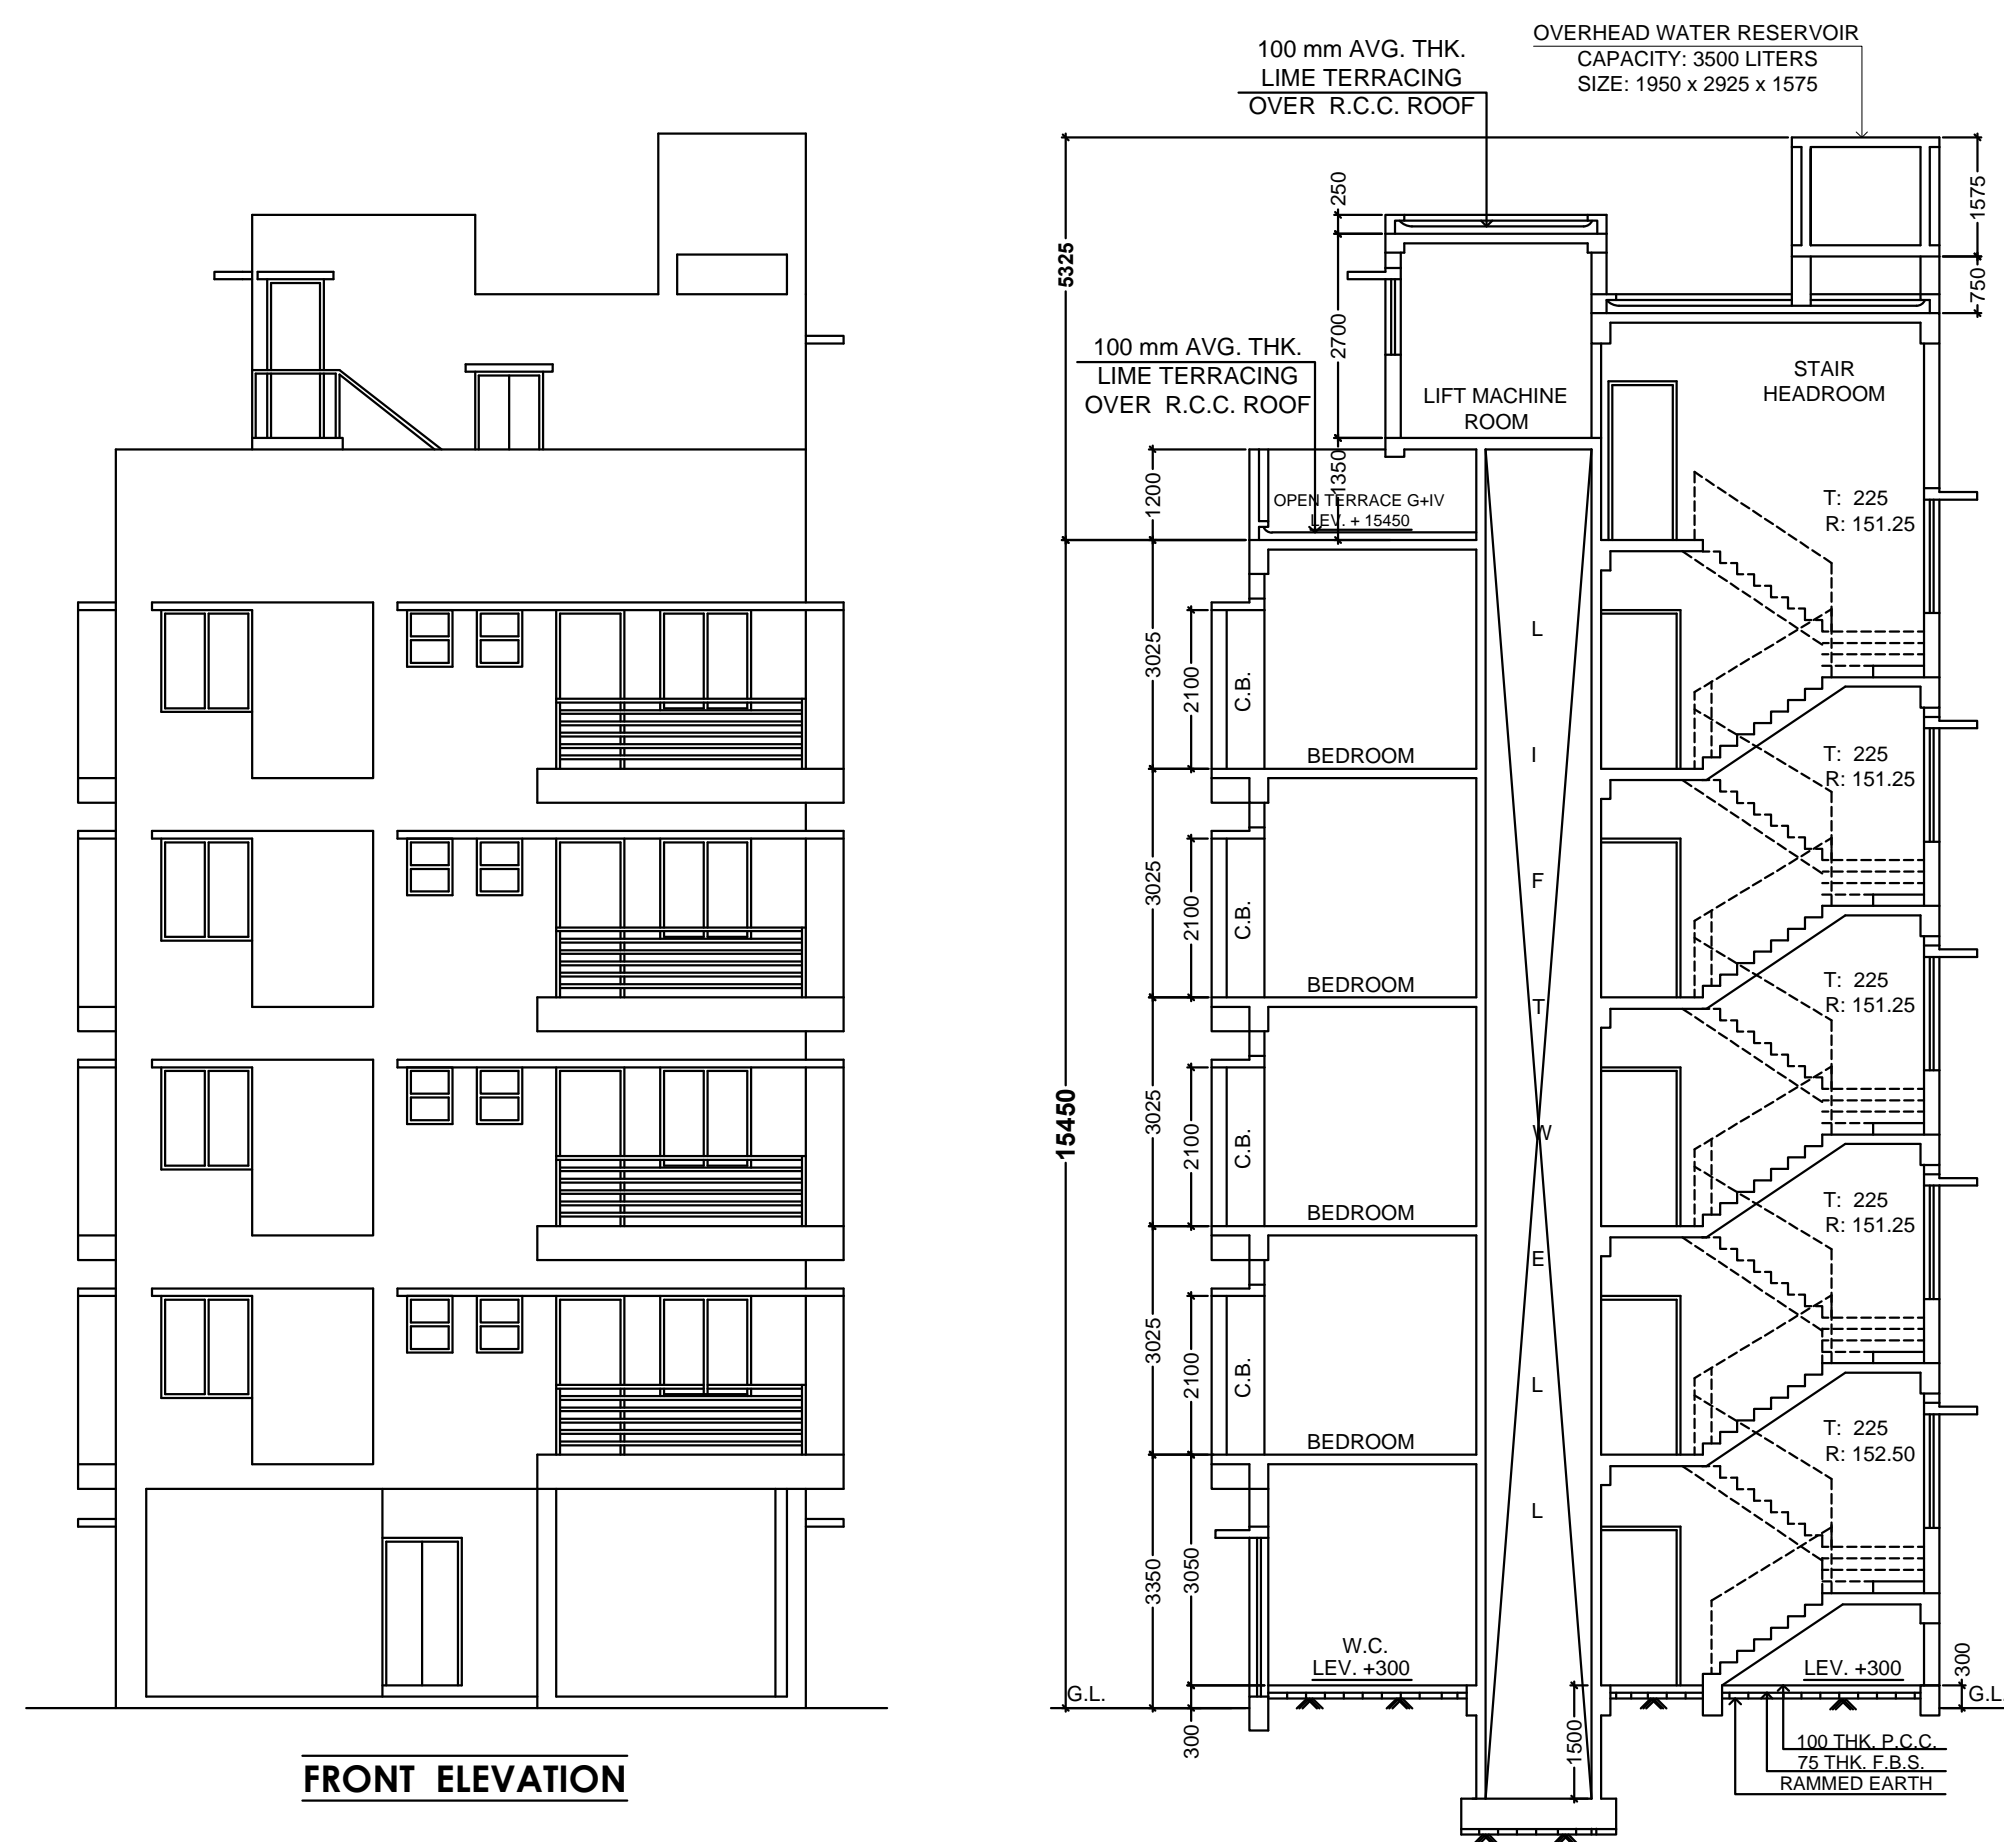 OVERHEAD WATER RESERVOIR
CAPACITY: 3500 LITERS
SIZE: 1950 x 2925 x 1575
100 mm AVG. THK.
LIME TERRACING
OVER R.C.C. ROOF
250
1575
5325
750
2700
100 mm AVG. THK.
LIME TERRACING
OVER R.C.C. ROOF
STAIR
HEADROOM
LIFT MACHINE
ROOM
1350
1200
OPEN TERRACE G+IV
LEV. + 15450
T: 225
R: 151.25
3025
2100
C.B.
BEDROOM
T: 225
R: 151.25
3025
2100
C.B.
BEDROOM
T: 225
R: 151.25
15450
3025
2100
C.B.
BEDROOM
T: 225
R: 151.25
3025
2100
C.B.
BEDROOM
T: 225
R: 152.50
L
I
F
T
W
E
L
L
3350
3050
W.C.
LEV. +300
LEV. +300
300
G.L.
G.L.
300
1500
100 THK. P.C.C.
75 THK. F.B.S.
RAMMED EARTH
FRONT ELEVATION